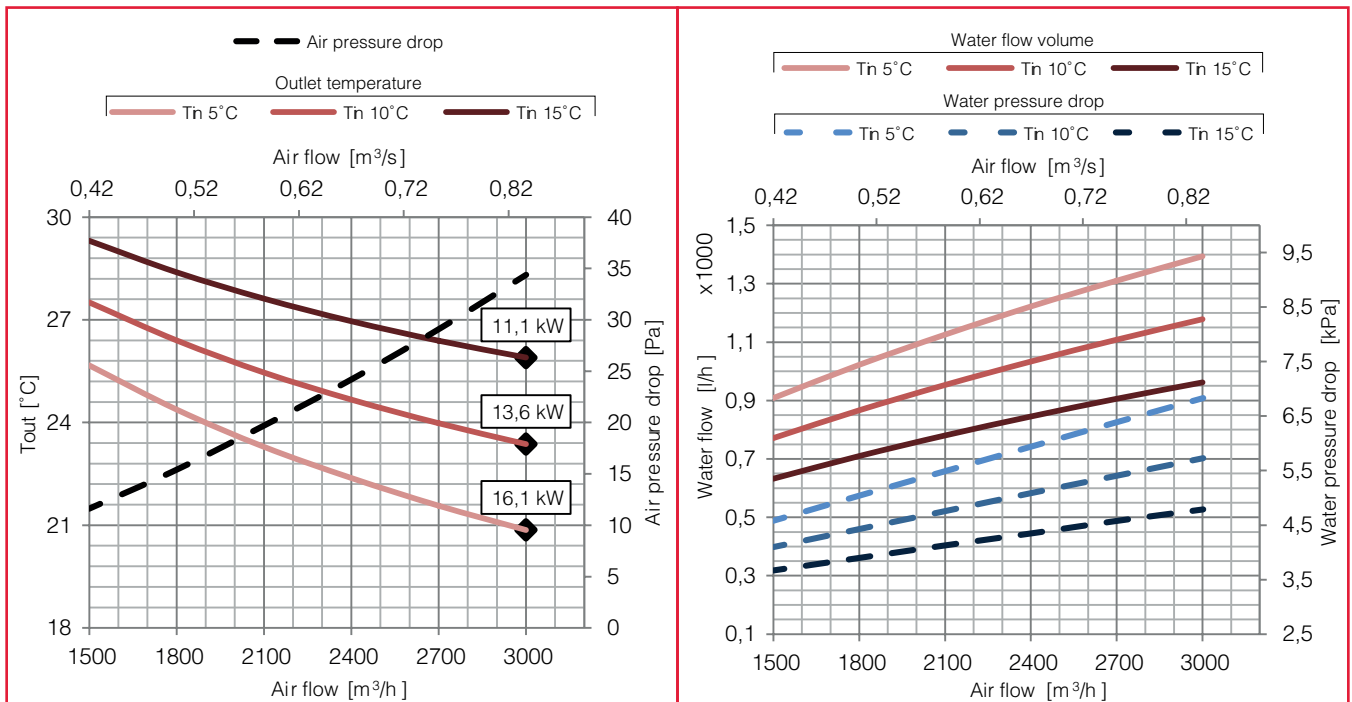 Air pressure drop
Outlet temperature
Tin 5˚C Tin 10˚C Tin 15˚C
Air flow [m³/s]
0,42 0,52 0,62 0,72 0,82
30 27 24 21 18
Tout [˚C]
40 35 30 25 20 15 10 5 0
Air pressure drop [Pa]
11,1 kW
13,6 kW
16,1 kW
1500 1800 2100 2400 2700 3000
Air flow [m³/h]
Water flow volume
Tin 5˚C Tin 10˚C Tin 15˚C
Water pressure drop
Tin 5˚C Tin 10˚C Tin 15˚C
Air flow [m³/s]
0,42 0,52 0,62 0,72 0,82
1,5 1,3 1,1 0,9 0,7 0,5 0,3 0,1
x 1000
Water flow [l/h]
9,5 8,5 7,5 6,5 5,5 4,5 3,5 2,5
Water pressure drop [kPa]
1500 1800 2100 2400 2700 3000
Air flow [m³/h]